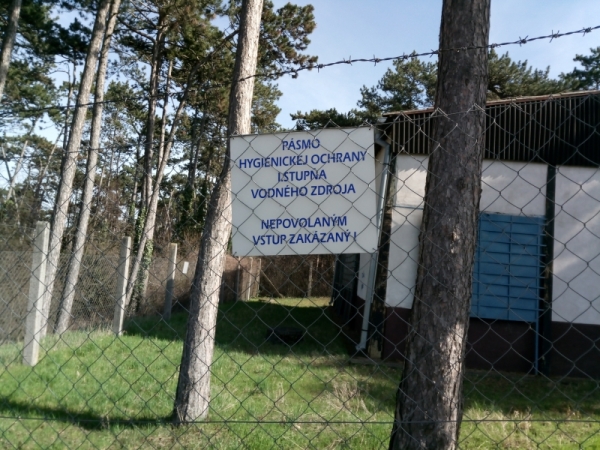 PÁSMO
HYGIENICKEJ OCHRANY
I.STUPŇA
VODNÉHO ZDROJA
NEPOVOLANÝM
VSTUP ZAKÁZANÝ !